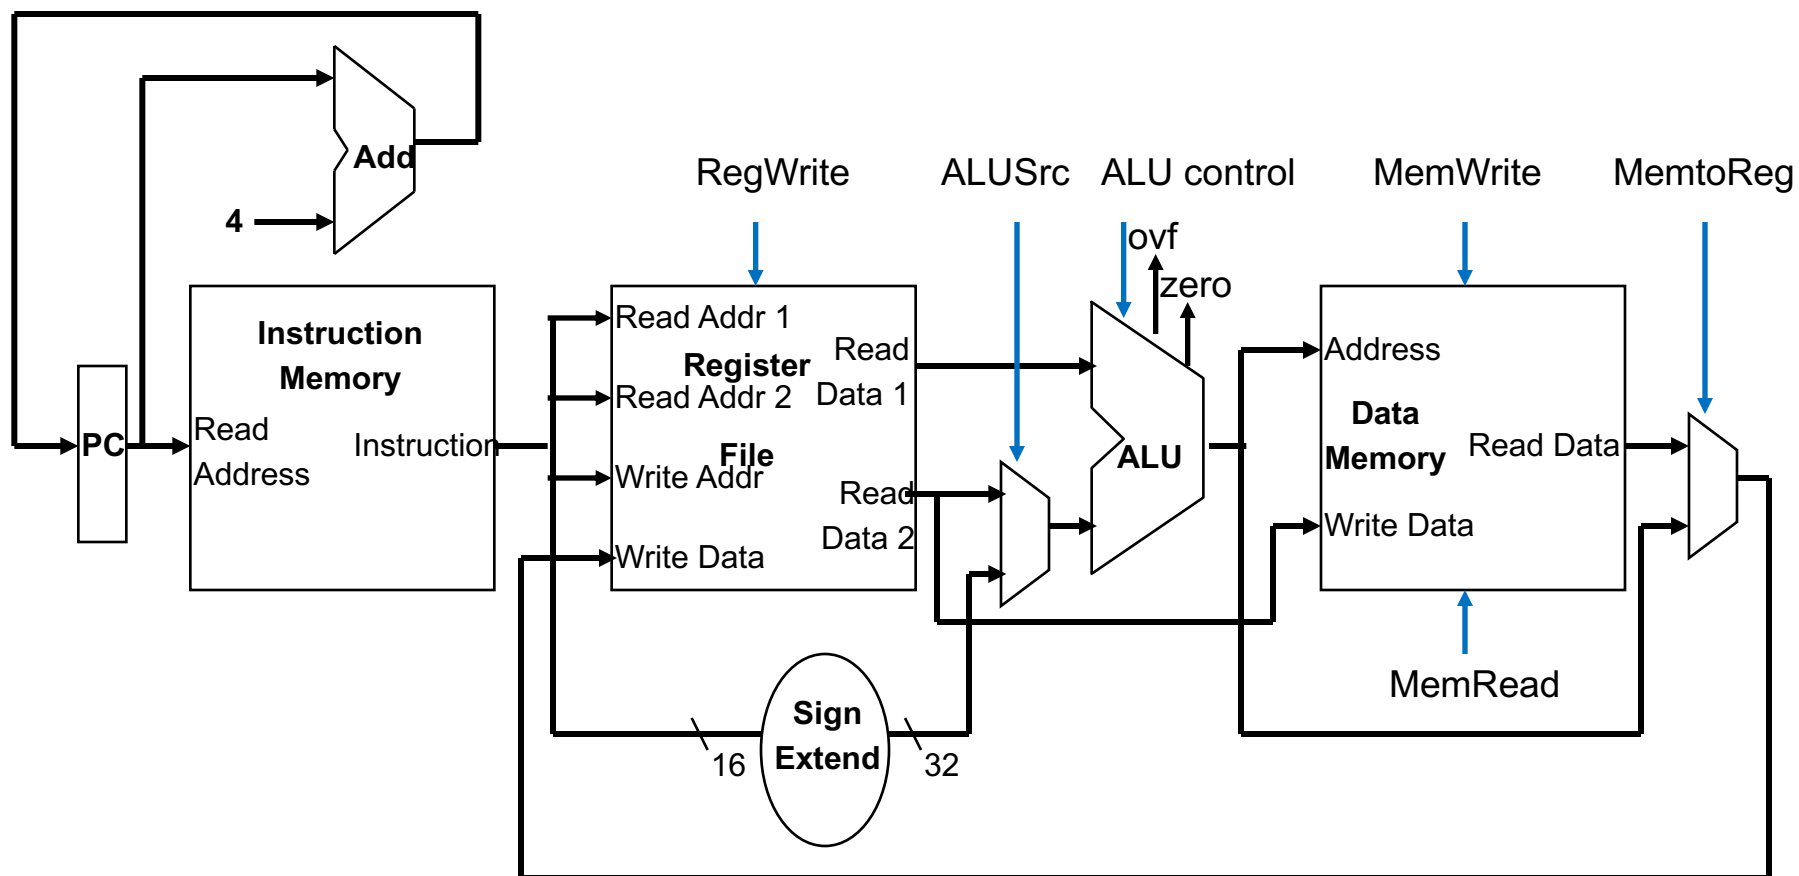 Add
4
RegWrite
ALUSrc
ALU control
MemWrite
MemtoReg
ovf
zero
PC
Instruction
Memory
Read
Address
Instruction
Read Addr 1
Register
Read Addr 2
File
Write Addr
Write Data
Read
Data 1
Read
Data 2
ALU
Address
Data
Memory
Read Data
Write Data
MemRead
Sign
Extend
16
32